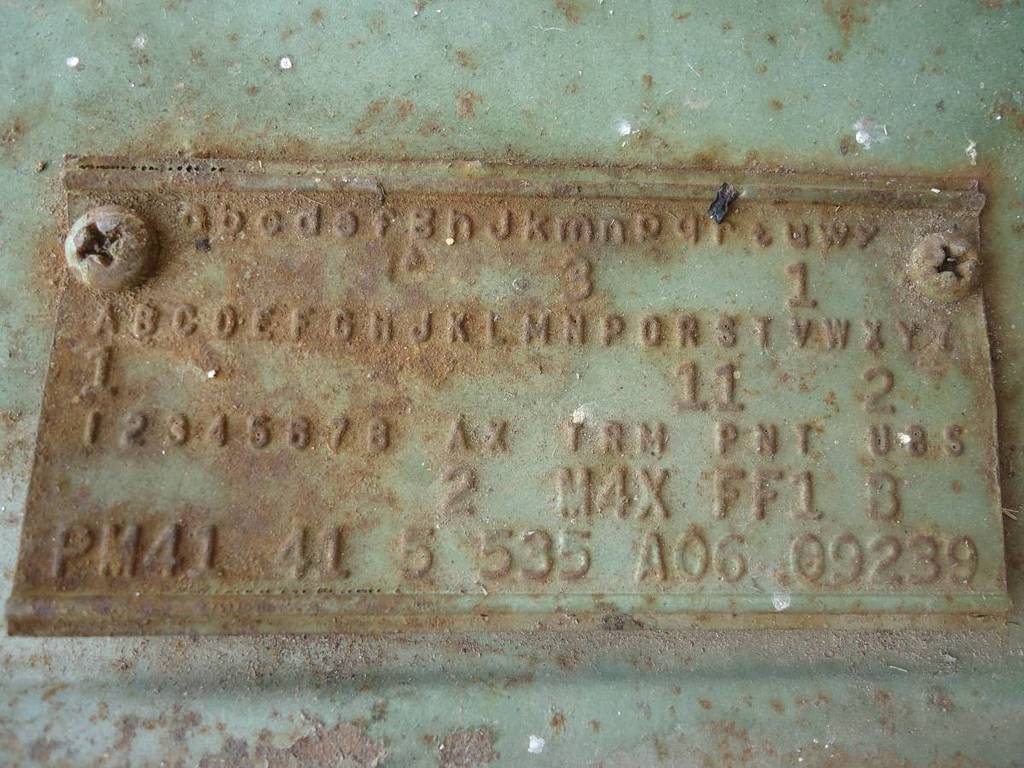 abcdefghjkmnpqrtuwy
3 1
ABCDEFGHJKLMNPQRSTVWXYZ
1 11 2
12345678 AX TRM PNT UBS
2 M4X FF1 B
PM41 41 5 535 A06 09239